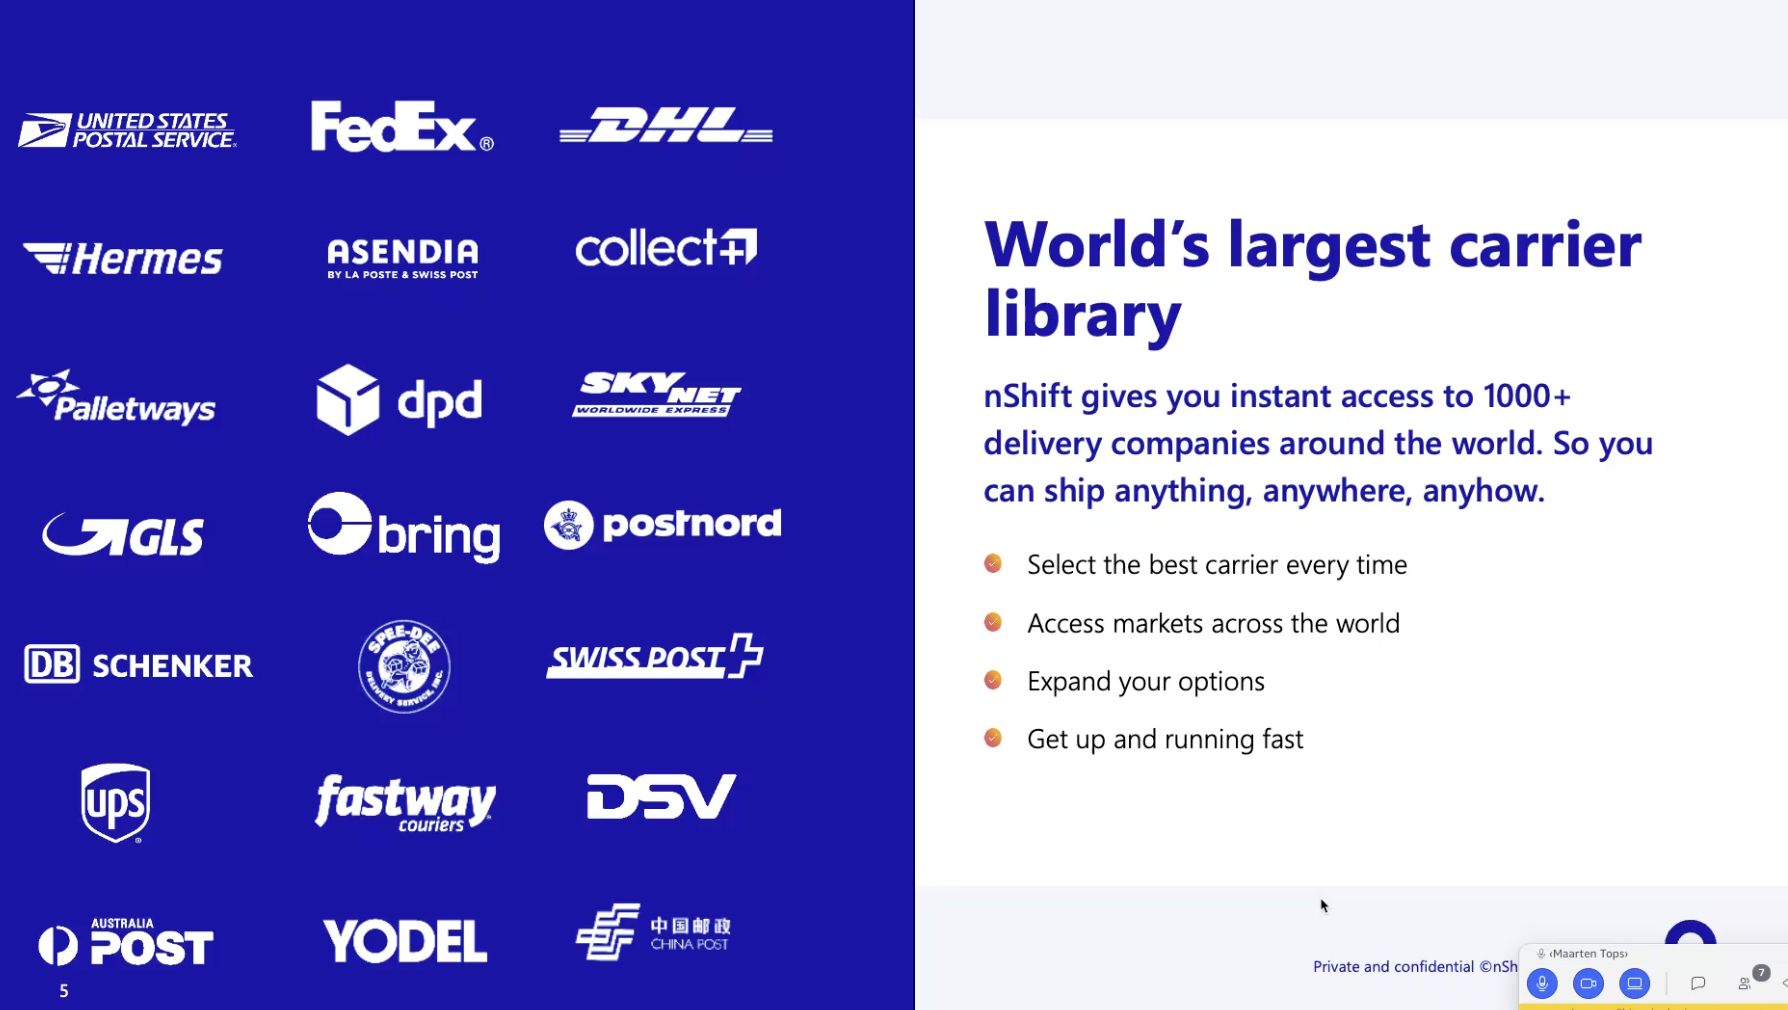 UNITED STATES
POSTAL SERVICE®
FedEx®
DHL
Hermes
ASENDIA
BY LA POSTE & SWISS POST
collect+
Palletways
dpd
SKYNET
WORLDWIDE EXPRESS
GLS
bring
postnord
DB SCHENKER
SPEE-DEE
DELIVERY SERVICE, INC.
SWISS POST
ups
fastway
couriers
DSV
AUSTRALIA
POST
YODEL
中国邮政
CHINA POST
5
World’s largest carrier
library
nShift gives you instant access to 1000+
delivery companies around the world. So you
can ship anything, anywhere, anyhow.
Select the best carrier every time
Access markets across the world
Expand your options
Get up and running fast
Private and confidential ©nSh
‹Maarten Tops›
7